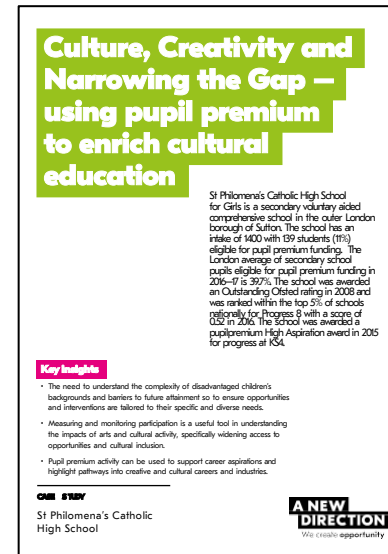 Culture, Creativity and
Narrowing the Gap –
using pupil premium
to enrich cultural
education
St Philomena's Catholic High School
for Girls is a secondary voluntary aided
comprehensive school in the outer London
borough of Sutton. The school has an
intake of 1400 with 139 students (11%)
eligible for pupil premium funding. The
London average of secondary school
pupils eligible for pupil premium funding in
2016–17 is 39.7%. The school was awarded
an Outstanding Ofsted rating in 2008 and
was ranked within the top 5% of schools
nationally for Progress 8 with a score of
0.52 in 2016. The school was awarded a
pupilpremium High Aspiration award in 2015
for progress at KS4.
Key Insights
• The need to understand the complexity of disadvantaged children's
backgrounds and barriers to future attainment so to ensure opportunities
and interventions are tailored to their specific and diverse needs.
• Measuring and monitoring participation is a useful tool in understanding
the impacts of arts and cultural activity, specifically widening access to
opportunities and cultural inclusion.
• Pupil premium activity can be used to support career aspirations and
highlight pathways into creative and cultural careers and industries.
CASE STUDY
St Philomena's Catholic
High School
A NEW
DIRECTION
We create opportunity